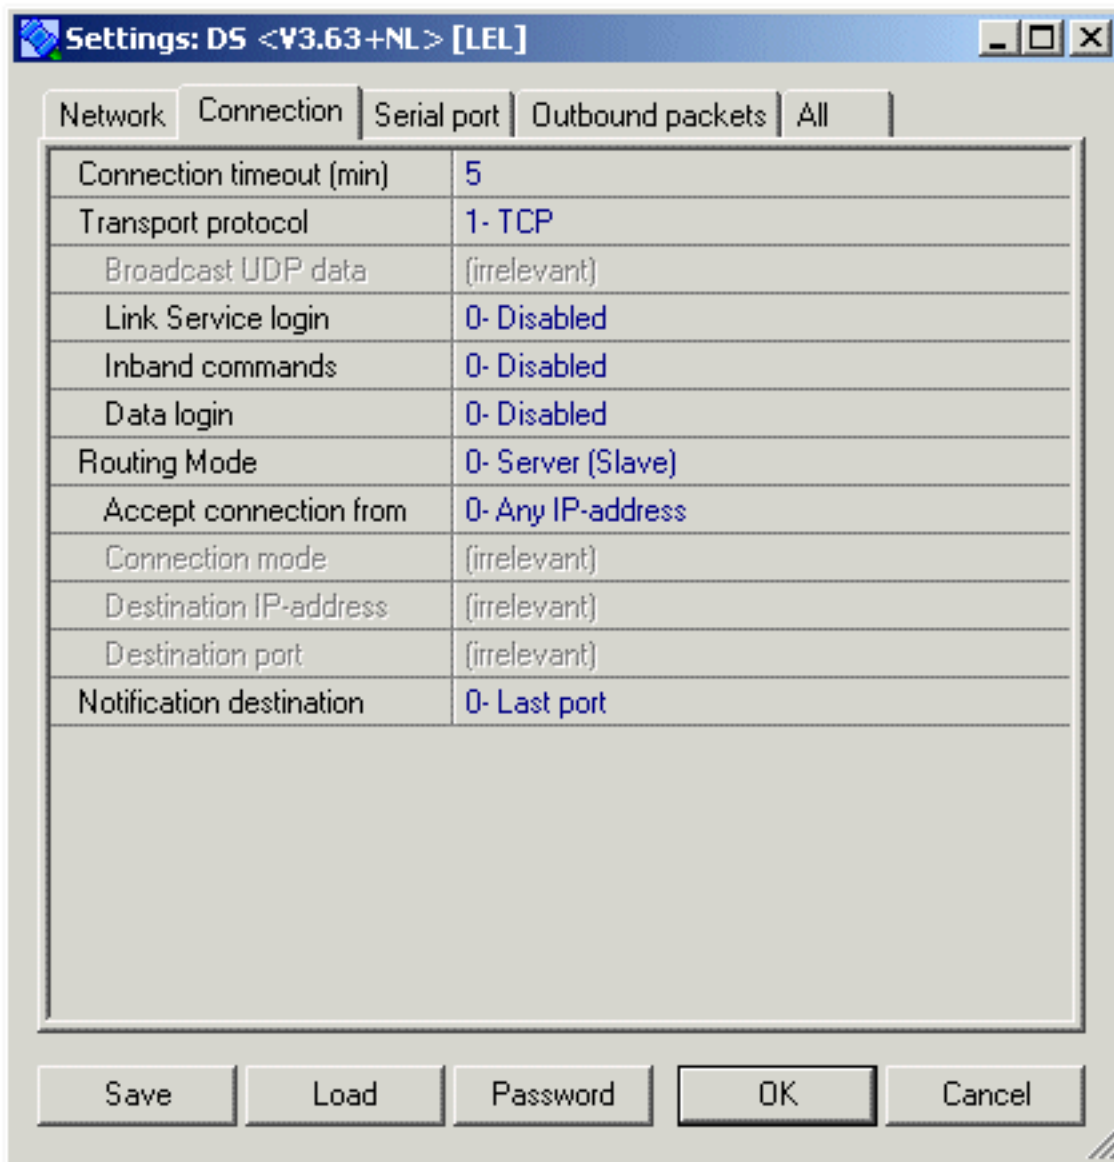 Settings: DS <V3.63+NL> [LEL]
Network Connection Serial port Outbound packets All
Connection timeout (min) 5
Transport protocol 1- TCP
Broadcast UDP data (irrelevant)
Link Service login 0- Disabled
Inband commands 0- Disabled
Data login 0- Disabled
Routing Mode 0- Server (Slave)
Accept connection from 0- Any IP-address
Connection mode (irrelevant)
Destination IP-address (irrelevant)
Destination port (irrelevant)
Notification destination 0- Last port
Save Load Password OK Cancel